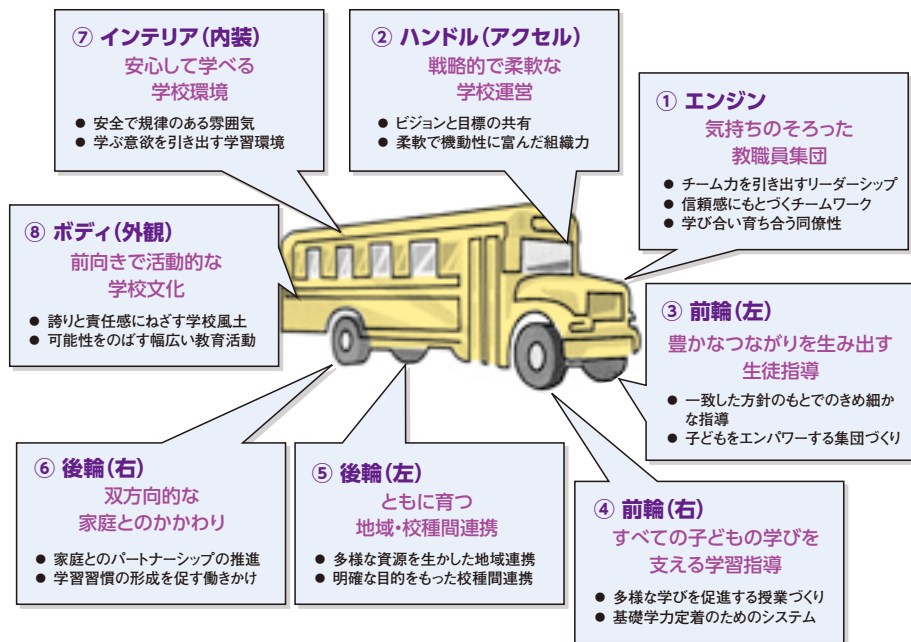 ⑦ インテリア(内装)
安心して学べる
学校環境
● 安全で規律のある雰囲気
● 学ぶ意欲を引き出す学習環境
② ハンドル(アクセル)
戦略的で柔軟な
学校運営
● ビジョンと目標の共有
● 柔軟で機動性に富んだ組織力
① エンジン
気持ちのそろった
教職員集団
● チーム力を引き出すリーダーシップ
● 信頼感にもとづくチームワーク
● 学び合い育ち合う同僚性
⑧ ボディ(外観)
前向きで活動的な
学校文化
● 誇りと責任感にねざす学校風土
● 可能性をのばす幅広い教育活動
③ 前輪(左)
豊かなつながりを生み出す
生徒指導
● 一致した方針のもとでのきめ細か
な指導
● 子どもをエンパワーする集団づくり
⑥ 後輪(右)
双方向的な
家庭とのかかわり
● 家庭とのパートナーシップの推進
● 学習習慣の形成を促す働きかけ
⑤ 後輪(左)
ともに育つ
地域・校種間連携
● 多様な資源を生かした地域連携
● 明確な目的をもった校種間連携
④ 前輪(右)
すべての子どもの学びを
支える学習指導
● 多様な学びを促進する授業づくり
● 基礎学力定着のためのシステム